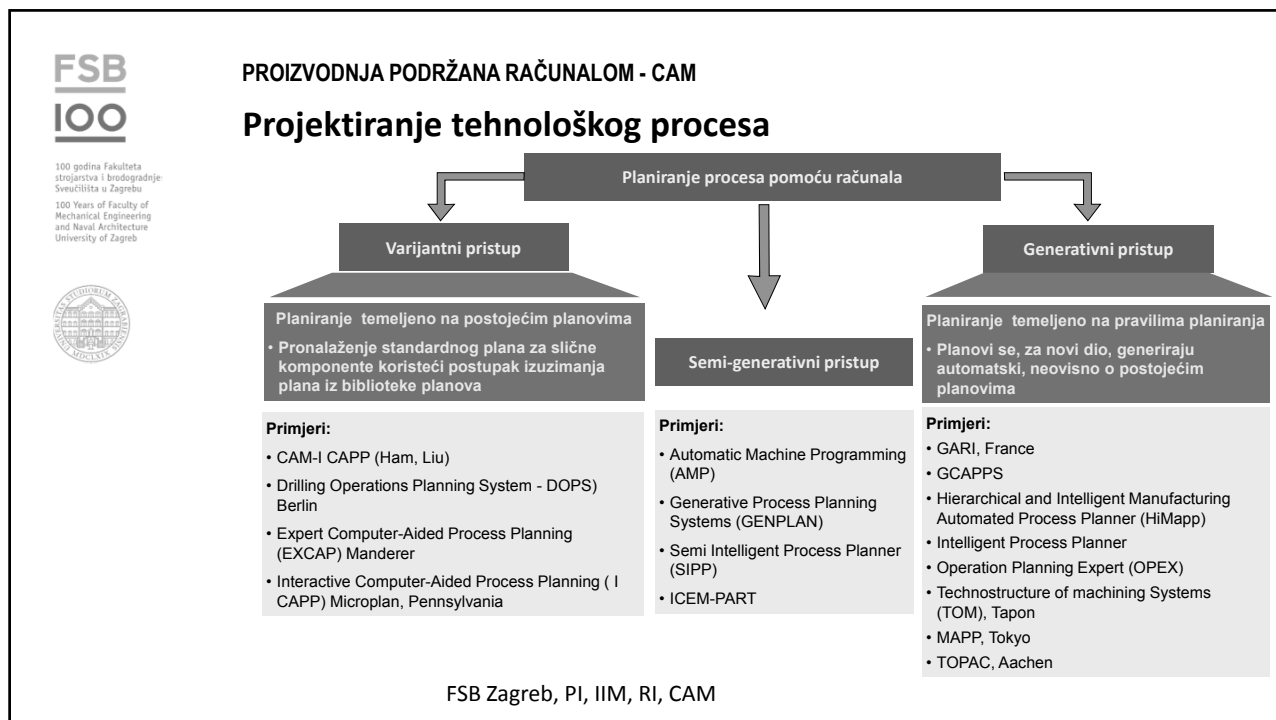 FSB
100
100 godina Fakulteta
strojarstva i brodogradnje
Sveučilišta u Zagrebu
100 Years of Faculty of
Mechanical Engineering
and Naval Architecture
University of Zagreb
PROIZVODNJA PODRŽANA RAČUNALOM - CAM
Projektiranje tehnološkog procesa
Planiranje procesa pomoću računala
Varijantni pristup
Planiranje temeljeno na postojećim planovima
• Pronalaženje standardnog plana za slične
komponente koristeći postupak izuzimanja
plana iz biblioteke planova
Primjeri:
• CAM-I CAPP (Ham, Liu)
• Drilling Operations Planning System - DOPS)
Berlin
• Expert Computer-Aided Process Planning
(EXCAP) Manderer
• Interactive Computer-Aided Process Planning ( I
CAPP) Microplan, Pennsylvania
Semi-generativni pristup
Primjeri:
• Automatic Machine Programming
(AMP)
• Generative Process Planning
Systems (GENPLAN)
• Semi Intelligent Process Planner
(SIPP)
• ICEM-PART
Generativni pristup
Planiranje temeljeno na pravilima planiranja
• Planovi se, za novi dio, generiraju
automatski, neovisno o postojećim
planovima
Primjeri:
• GARI, France
• GCAPPS
• Hierarchical and Intelligent Manufacturing
Automated Process Planner (HiMapp)
• Intelligent Process Planner
• Operation Planning Expert (OPEX)
• Technostructure of machining Systems
(TOM), Tapon
• MAPP, Tokyo
• TOPAC, Aachen
FSB Zagreb, PI, IIM, RI, CAM